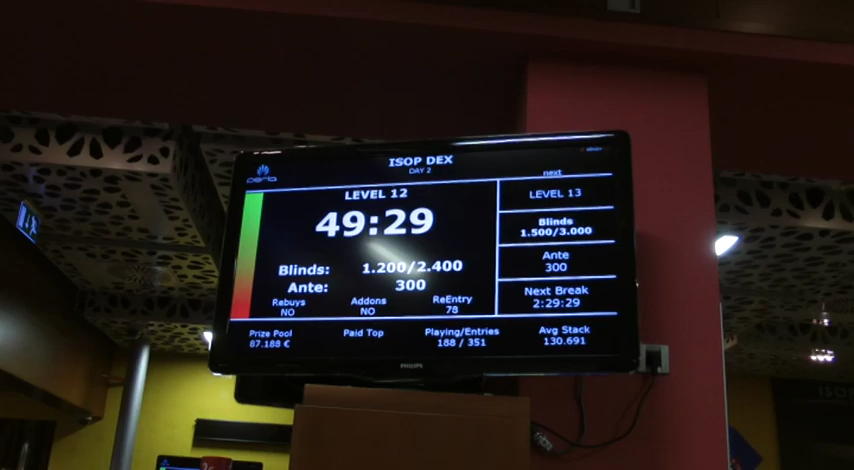 perla
ISOP DEX
DAY 2
next
LEVEL 12
49:29
Blinds: 1.200/2.400
Ante: 300
Rebuys Addons ReEntry
NO NO 78
LEVEL 13
Blinds
1.500/3.000
Ante
300
Next Break
2:29:29
Prize Pool Paid Top Playing/Entries Avg Stack
87.188 € 188 / 351 130.691
PHILIPS
ISOP